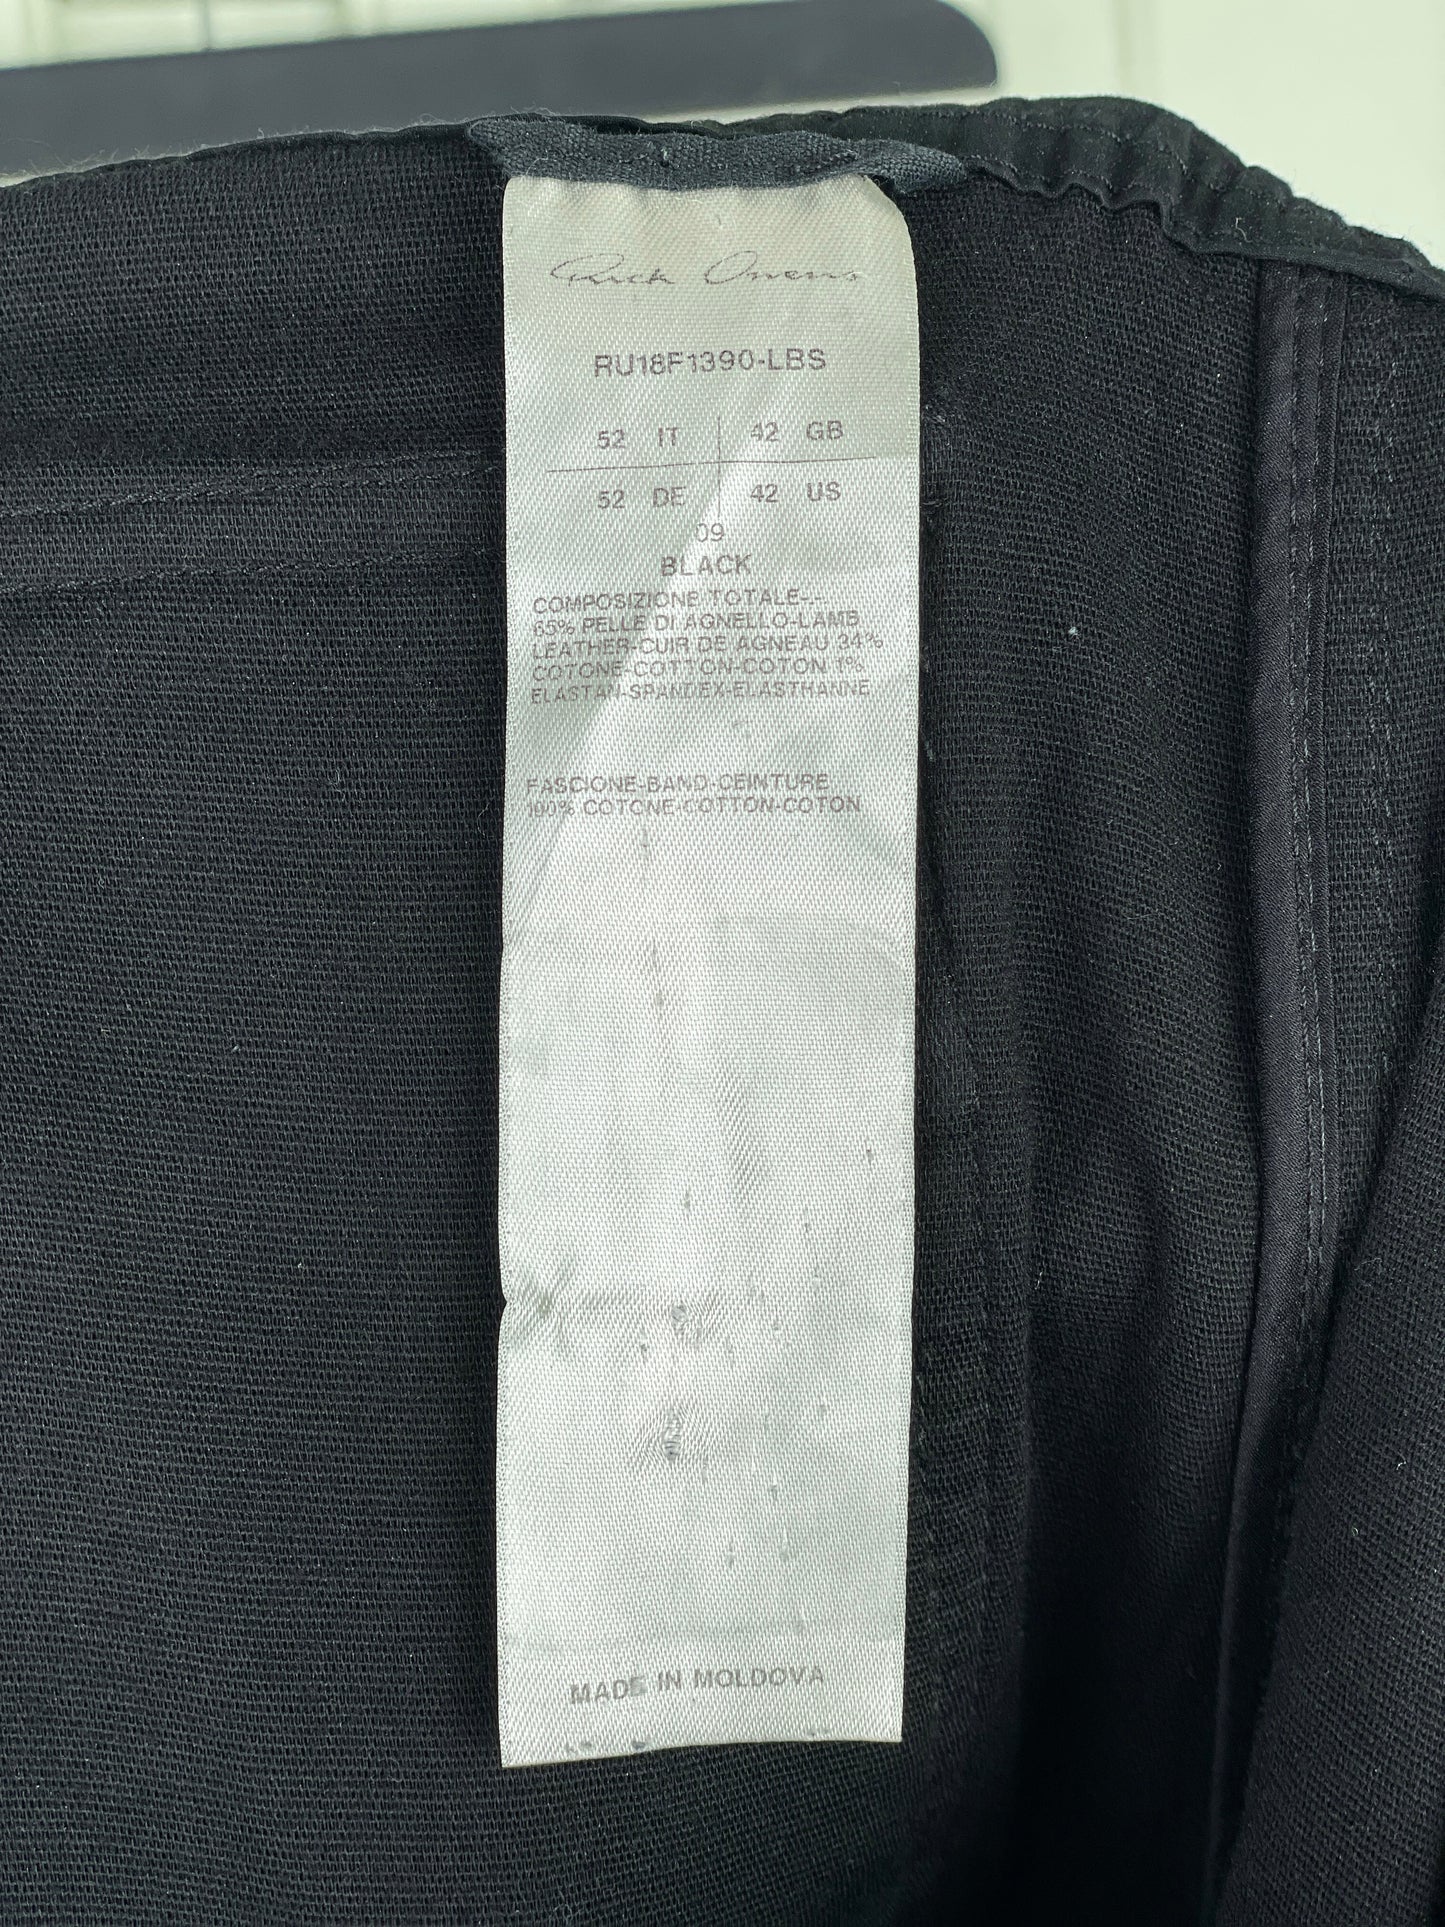 Rick Owens
RU18F1390-LBS
52 IT 42 GB
52 DE 42 US
09
BLACK
COMPOSIZIONE TOTALE--
65% PELLE DI AGNELLO-LAMB
LEATHER-CUIR DE AGNEAU 34%
COTONE-COTTON-COTON 1%
ELASTAN-SPANDEX-ELASTHANNE
FASCIONE-BAND-CEINTURE
100% COTONE-COTTON-COTON
MADE IN MOLDOVA